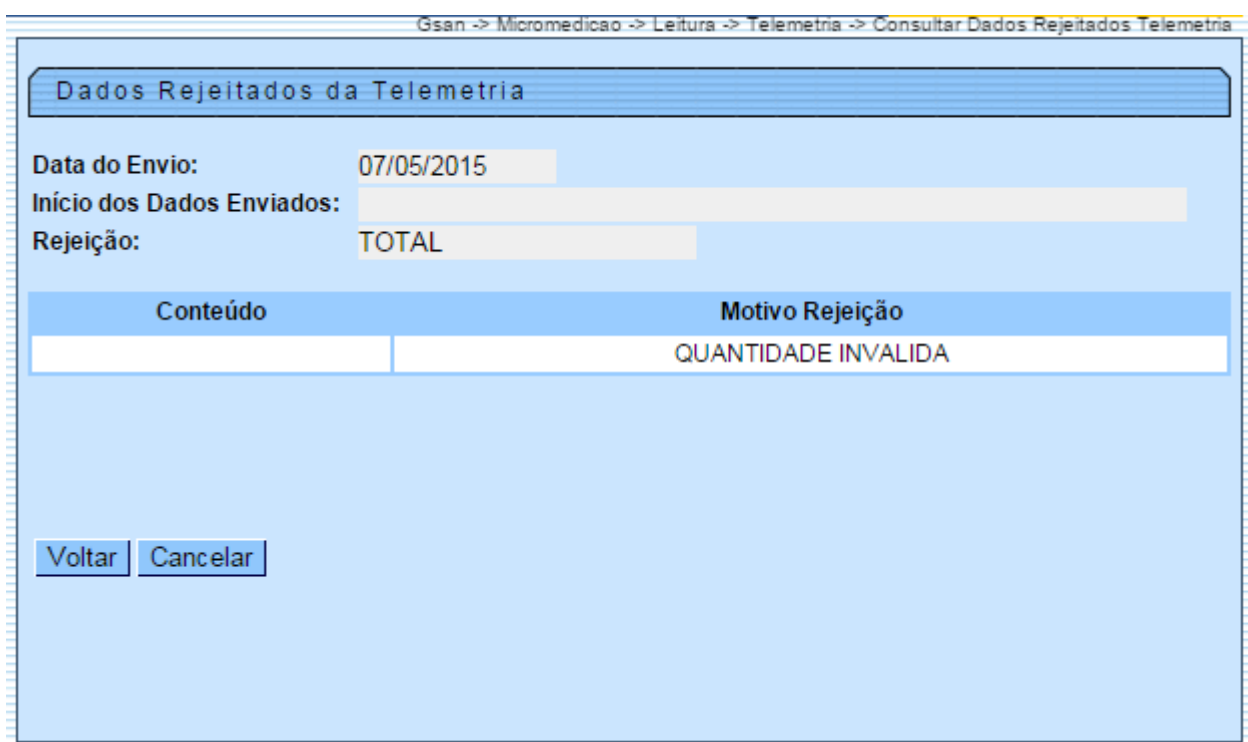 Gsan -> Micromedicao -> Leitura -> Telemetria -> Consultar Dados Rejeitados Telemetria
Dados Rejeitados da Telemetria
Data do Envio: 07/05/2015
Início dos Dados Enviados:
Rejeição: TOTAL
Conteúdo Motivo Rejeição
QUANTIDADE INVALIDA
Voltar Cancelar